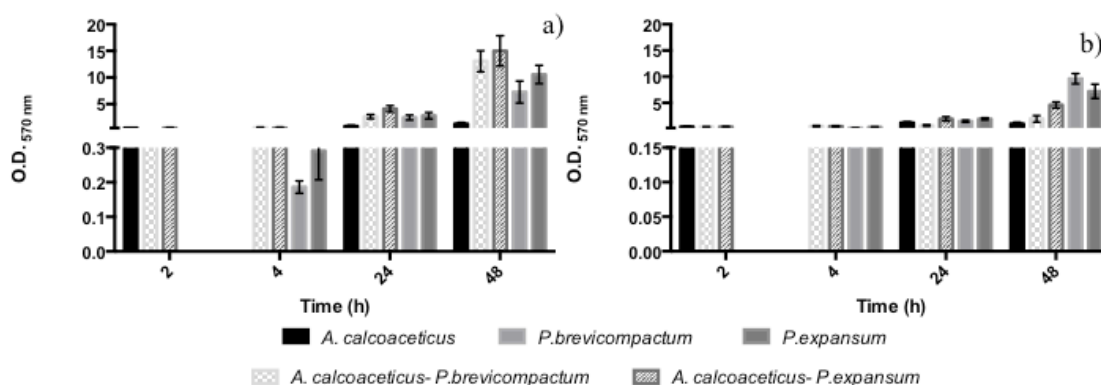 a)
20
15
10
5
0.3
0.2
0.1
0.0
O.D. 570 nm
2
4
24
48
Time (h)
b)
20
15
10
5
0.15
0.10
0.05
0.00
O.D. 570 nm
2
4
24
48
Time (h)
A. calcoaceticus
P.brevicompactum
P.expansum
A. calcoaceticus- P.brevicompactum
A. calcoaceticus- P.expansum